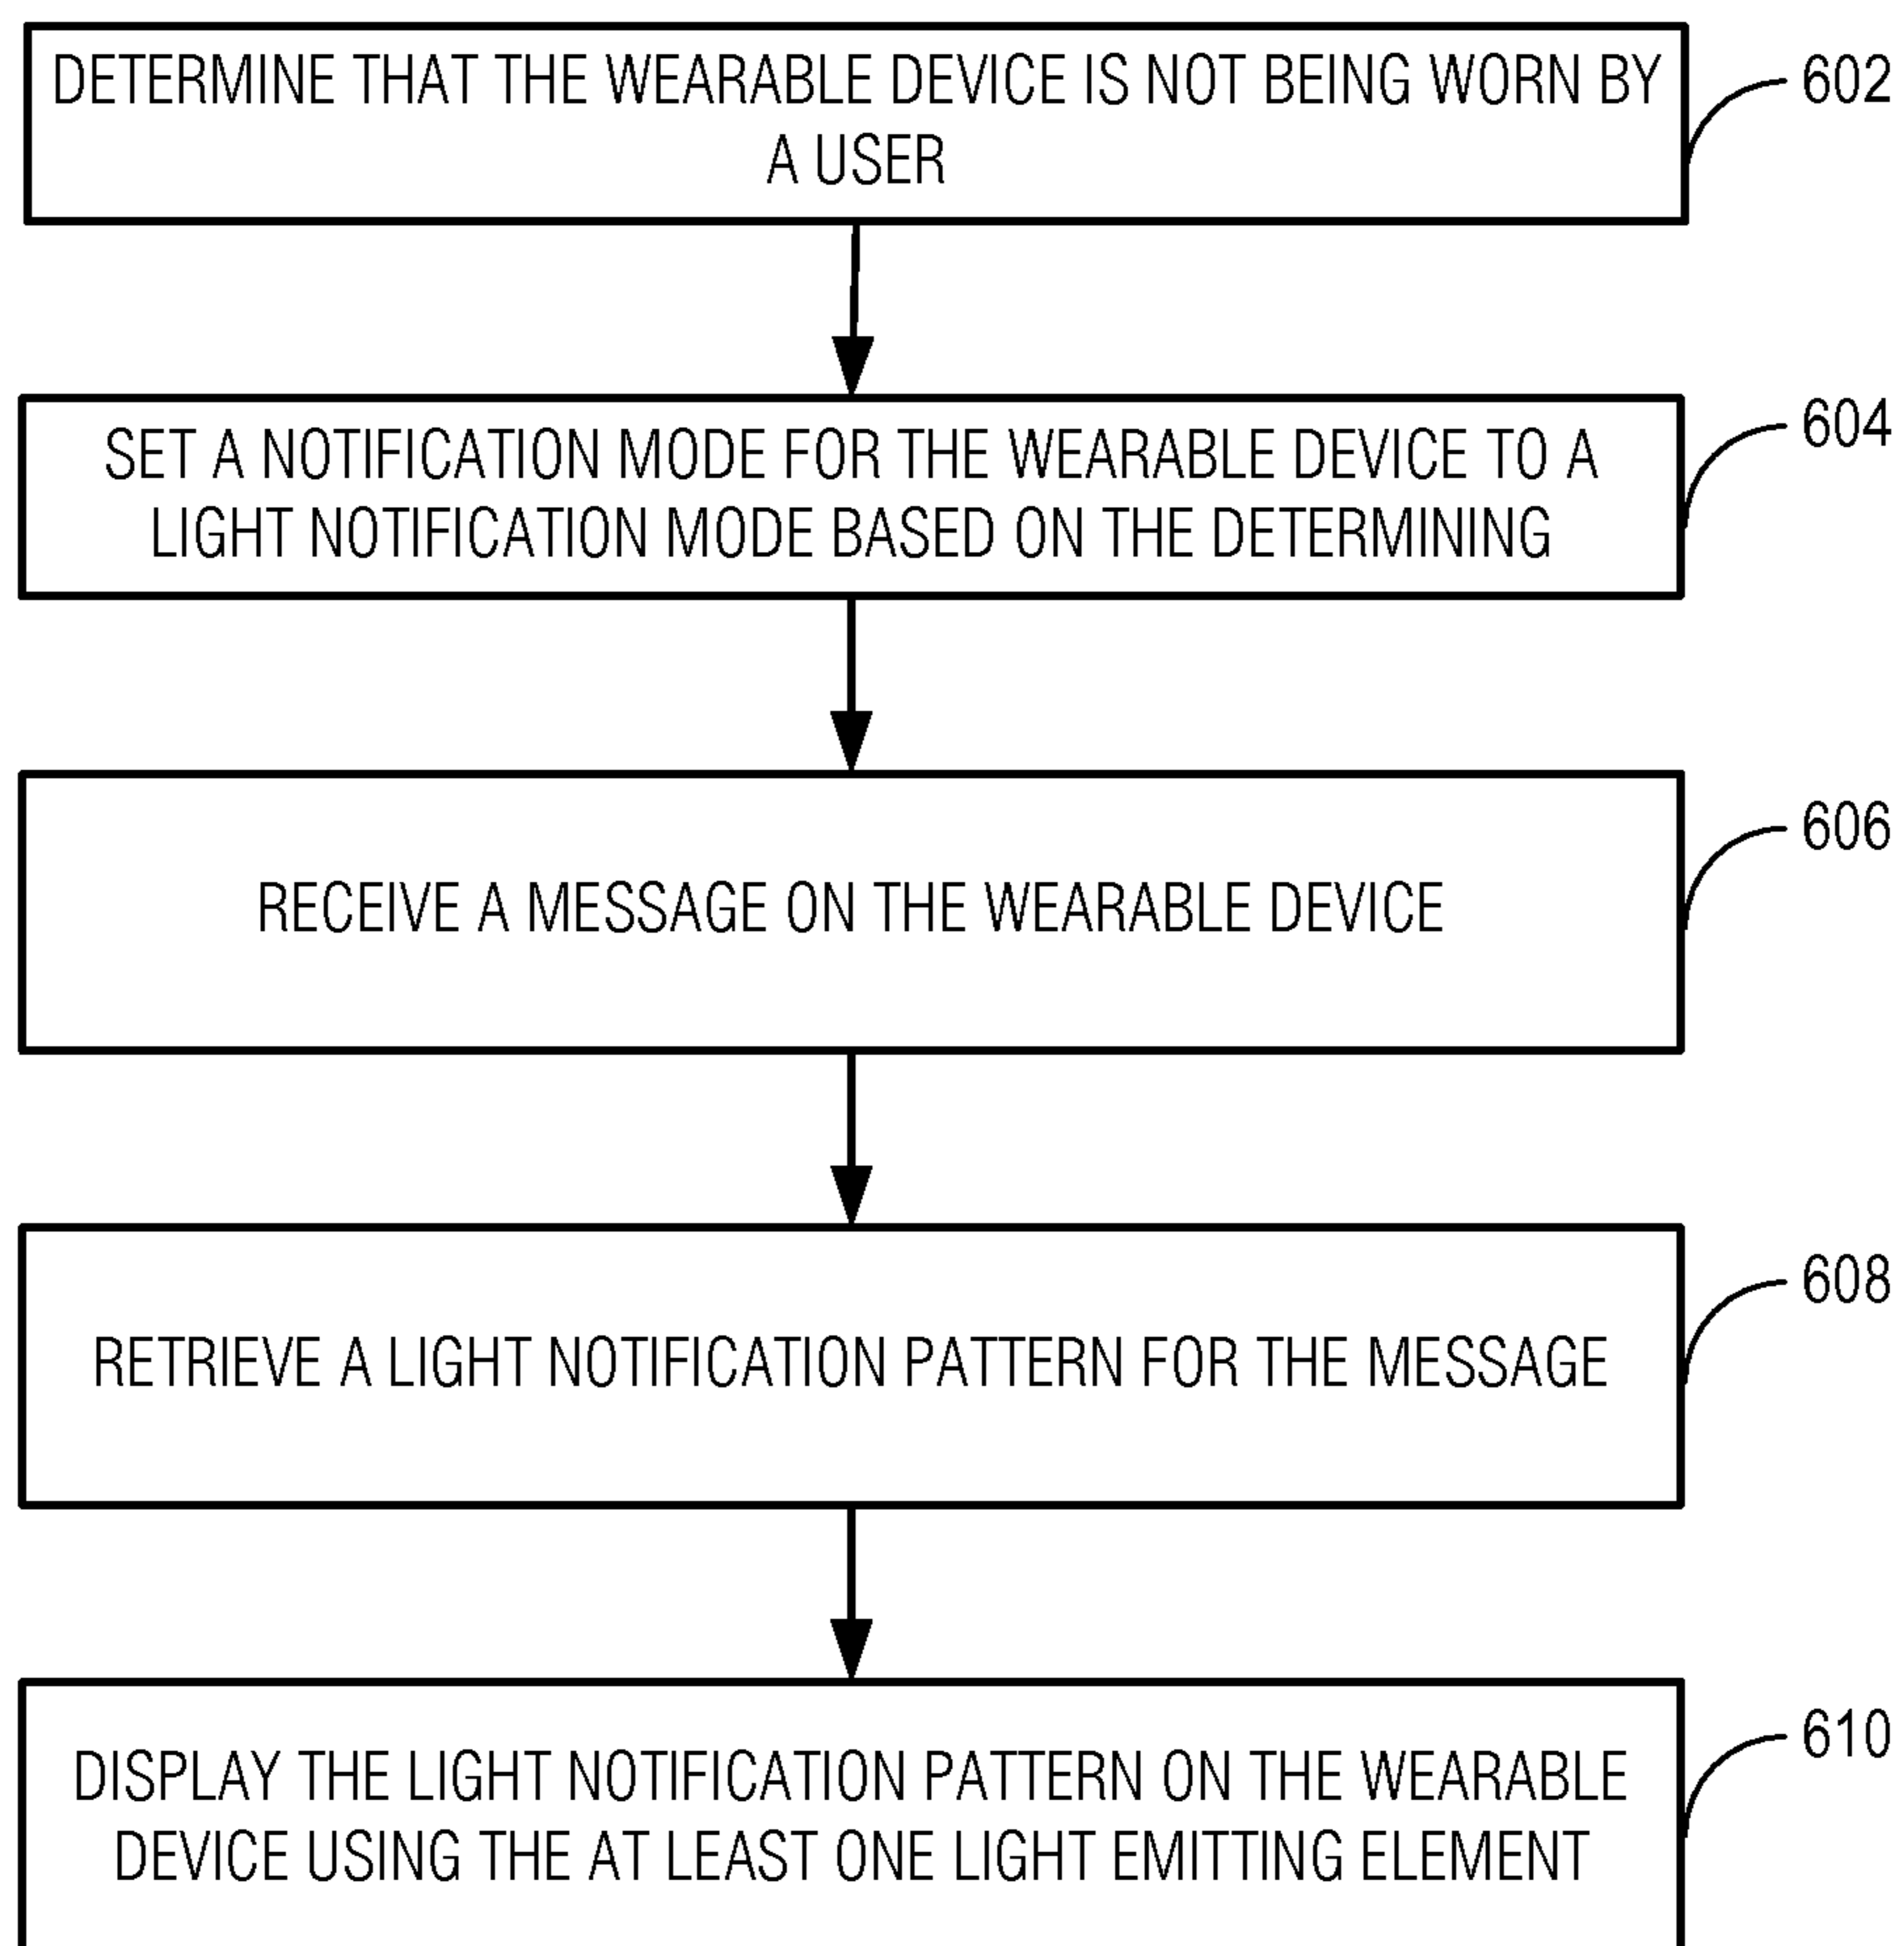 DETERMINE THAT THE WEARABLE DEVICE IS NOT BEING WORN BY
A USER
602
SET A NOTIFICATION MODE FOR THE WEARABLE DEVICE TO A
LIGHT NOTIFICATION MODE BASED ON THE DETERMINING
604
RECEIVE A MESSAGE ON THE WEARABLE DEVICE
606
RETRIEVE A LIGHT NOTIFICATION PATTERN FOR THE MESSAGE
608
DISPLAY THE LIGHT NOTIFICATION PATTERN ON THE WEARABLE
DEVICE USING THE AT LEAST ONE LIGHT EMITTING ELEMENT
610